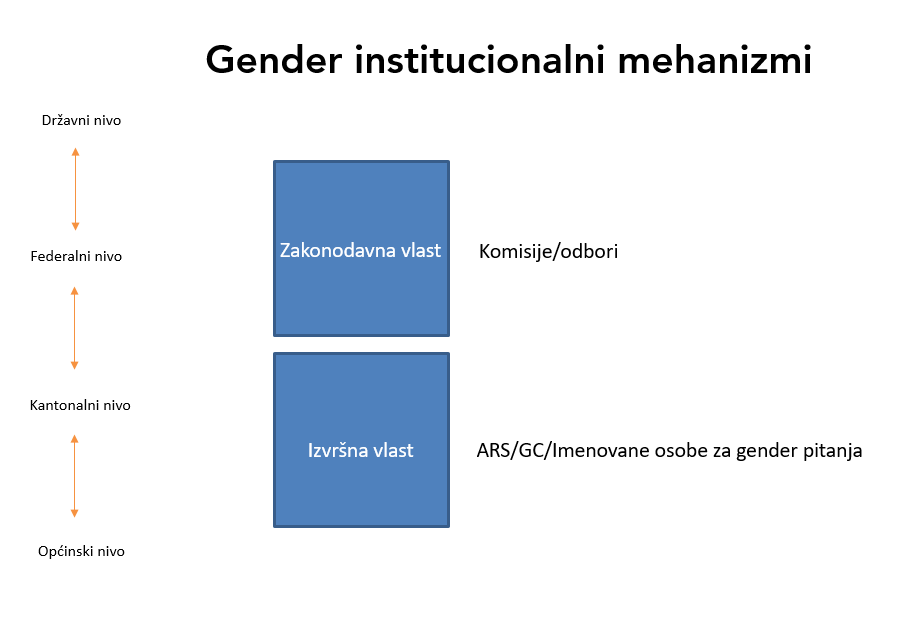 Gender institucionalni mehanizmi
Državni nivo
Federalni nivo
Kantonalni nivo
Općinski nivo
Zakonodavna vlast
Komisije/odbori
Izvršna vlast
ARS/GC/Imenovane osobe za gender pitanja